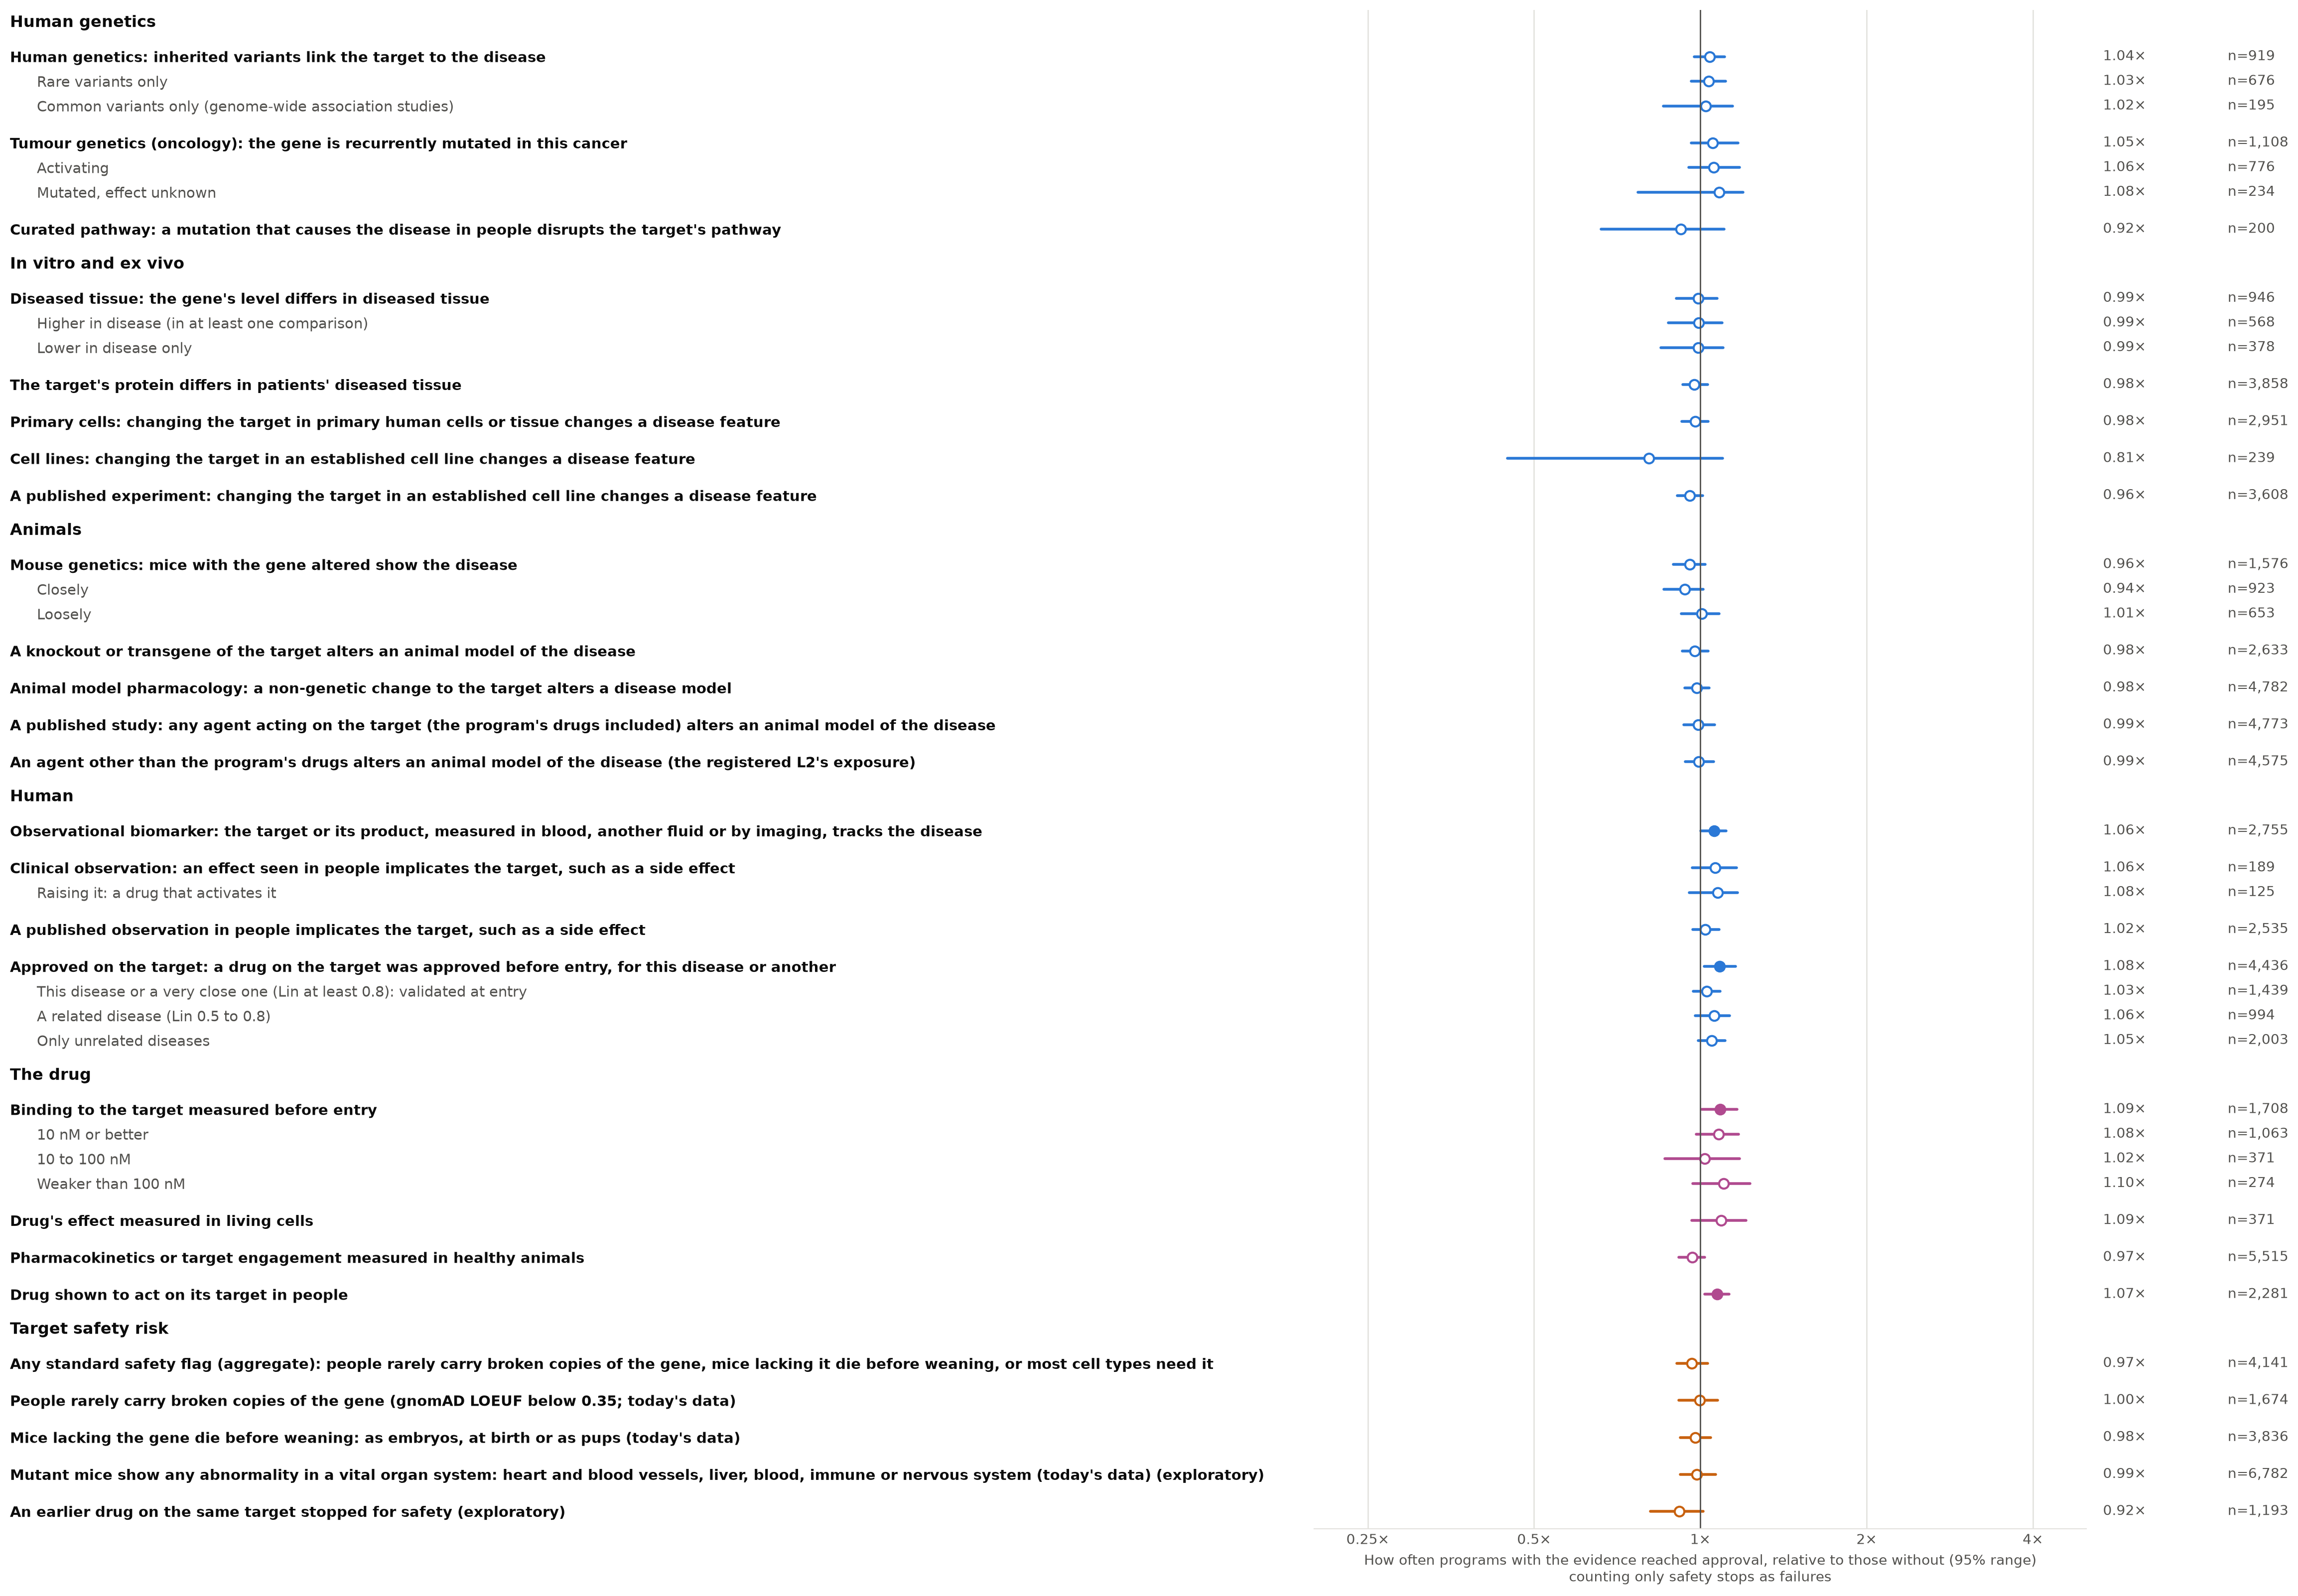 Human genetics
Human genetics: inherited variants link the target to the disease 1.04× n=919
Rare variants only 1.03× n=676
Common variants only (genome-wide association studies) 1.02× n=195
Tumour genetics (oncology): the gene is recurrently mutated in this cancer 1.05× n=1,108
Activating 1.06× n=776
Mutated, effect unknown 1.08× n=234
Curated pathway: a mutation that causes the disease in people disrupts the target's pathway 0.92× n=200
In vitro and ex vivo
Diseased tissue: the gene's level differs in diseased tissue 0.99× n=946
Higher in disease (in at least one comparison) 0.99× n=568
Lower in disease only 0.99× n=378
The target's protein differs in patients' diseased tissue 0.98× n=3,858
Primary cells: changing the target in primary human cells or tissue changes a disease feature 0.98× n=2,951
Cell lines: changing the target in an established cell line changes a disease feature 0.81× n=239
A published experiment: changing the target in an established cell line changes a disease feature 0.96× n=3,608
Animals
Mouse genetics: mice with the gene altered show the disease 0.96× n=1,576
Closely 0.94× n=923
Loosely 1.01× n=653
A knockout or transgene of the target alters an animal model of the disease 0.98× n=2,633
Animal model pharmacology: a non-genetic change to the target alters a disease model 0.98× n=4,782
A published study: any agent acting on the target (the program's drugs included) alters an animal model of the disease 0.99× n=4,773
An agent other than the program's drugs alters an animal model of the disease (the registered L2's exposure) 0.99× n=4,575
Human
Observational biomarker: the target or its product, measured in blood, another fluid or by imaging, tracks the disease 1.06× n=2,755
Clinical observation: an effect seen in people implicates the target, such as a side effect 1.06× n=189
Raising it: a drug that activates it 1.08× n=125
A published observation in people implicates the target, such as a side effect 1.02× n=2,535
Approved on the target: a drug on the target was approved before entry, for this disease or another 1.08× n=4,436
This disease or a very close one (Lin at least 0.8): validated at entry 1.03× n=1,439
A related disease (Lin 0.5 to 0.8) 1.06× n=994
Only unrelated diseases 1.05× n=2,003
The drug
Binding to the target measured before entry 1.09× n=1,708
10 nM or better 1.08× n=1,063
10 to 100 nM 1.02× n=371
Weaker than 100 nM 1.10× n=274
Drug's effect measured in living cells 1.09× n=371
Pharmacokinetics or target engagement measured in healthy animals 0.97× n=5,515
Drug shown to act on its target in people 1.07× n=2,281
Target safety risk
Any standard safety flag (aggregate): people rarely carry broken copies of the gene, mice lacking it die before weaning, or most cell types need it 0.97× n=4,141
People rarely carry broken copies of the gene (gnomAD LOEUF below 0.35; today's data) 1.00× n=1,674
Mice lacking the gene die before weaning: as embryos, at birth or as pups (today's data) 0.98× n=3,836
Mutant mice show any abnormality in a vital organ system: heart and blood vessels, liver, blood, immune or nervous system (today's data) (exploratory) 0.99× n=6,782
An earlier drug on the same target stopped for safety (exploratory) 0.92× n=1,193
0.25× 0.5× 1× 2× 4×
How often programs with the evidence reached approval, relative to those without (95% range)
counting only safety stops as failures